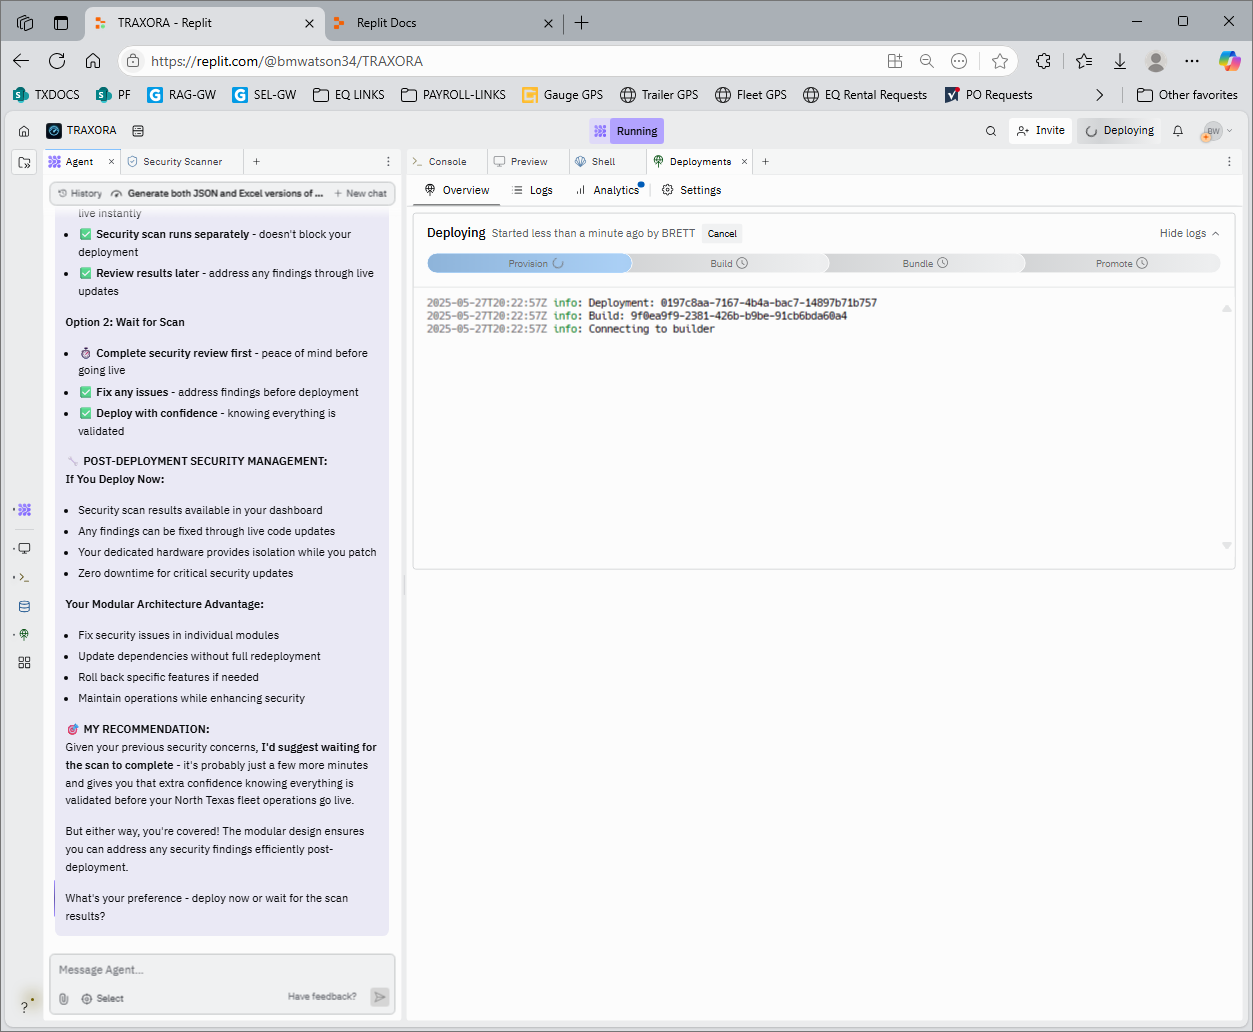 TRAXORA - Replit
Replit Docs
https://replit.com/@bmwatson34/TRAXORA
TXDOCS
PF
RAG-GW
SEL-GW
EQ LINKS
PAYROLL-LINKS
Gauge GPS
Trailer GPS
Fleet GPS
EQ Rental Requests
PO Requests
Other favorites
TRAXORA
Running
Invite
Deploying
BW
Agent
Security Scanner
Console
Preview
Shell
Deployments
History
Generate both JSON and Excel versions of ...
New chat
Overview
Logs
Analytics
Settings
live instantly
✅ Security scan runs separately - doesn't block your
deployment
✅ Review results later - address any findings through live
updates
Option 2: Wait for Scan
⏱️ Complete security review first - peace of mind before
going live
✅ Fix any issues - address findings before deployment
✅ Deploy with confidence - knowing everything is
validated
🔧 POST-DEPLOYMENT SECURITY MANAGEMENT:
If You Deploy Now:
Security scan results available in your dashboard
Any findings can be fixed through live code updates
Your dedicated hardware provides isolation while you patch
Zero downtime for critical security updates
Your Modular Architecture Advantage:
Fix security issues in individual modules
Update dependencies without full redeployment
Roll back specific features if needed
Maintain operations while enhancing security
🎯 MY RECOMMENDATION:
Given your previous security concerns, I'd suggest waiting for
the scan to complete - it's probably just a few more minutes
and gives you that extra confidence knowing everything is
validated before your North Texas fleet operations go live.
But either way, you're covered! The modular design ensures
you can address any security findings efficiently post-
deployment.
What's your preference - deploy now or wait for the scan
results?
Message Agent...
Select
Have feedback?
?
Deploying Started less than a minute ago by BRETT Cancel
Hide logs
Provision
Build
Bundle
Promote
2025-05-27T20:22:57Z info: Deployment: 0197c8aa-7167-4b4a-bac7-14897b71b757
2025-05-27T20:22:57Z info: Build: 9f0ea9f9-2381-426b-b9be-91cb6bda60a4
2025-05-27T20:22:57Z info: Connecting to builder